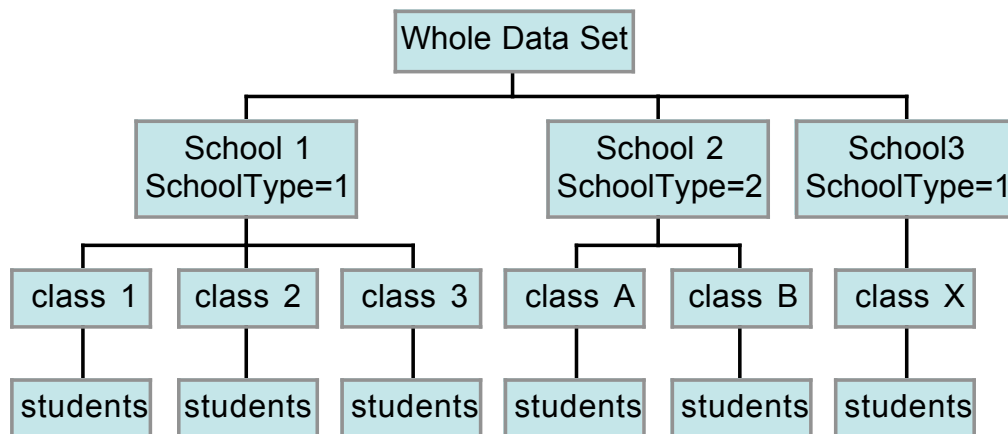 Whole Data Set
School 1
SchoolType=1
School 2
SchoolType=2
School3
SchoolType=1
class 1
class 2
class 3
class A
class B
class X
students
students
students
students
students
students